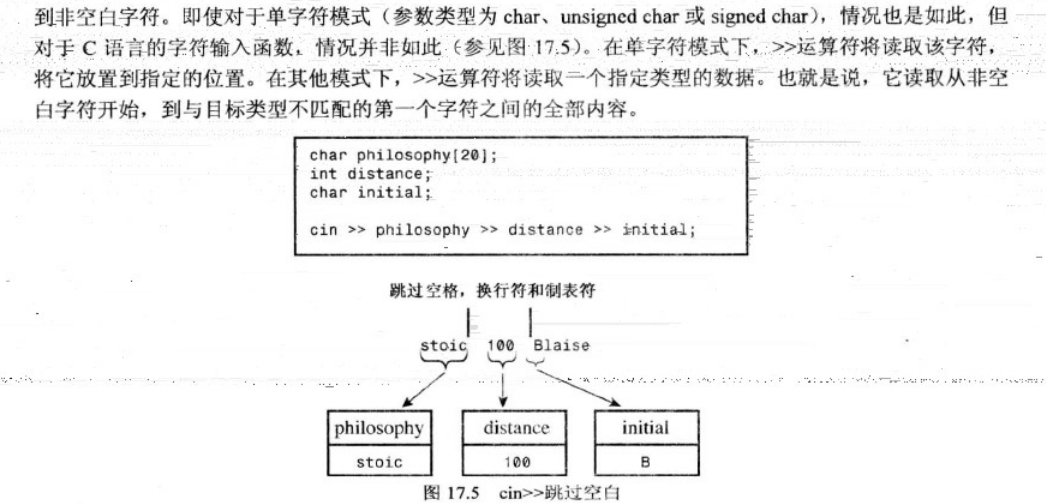 到非空白字符。即使对于单字符模式（参数类型为 char、unsigned char 或 signed char），情况也是如此，但
对于 C 语言的字符输入函数，情况并非如此（参见图 17.5）。在单字符模式下，>>运算符将读取该字符，
将它放置到指定的位置。在其他模式下，>>运算符将读取一个指定类型的数据。也就是说，它读取从非空
白字符开始，到与目标类型不匹配的第一个字符之间的全部内容。
char philosophy[20];
int distance;
char initial;
cin >> philosophy >> distance >> initial;
跳过空格，换行符和制表符
stoic 100 Blaise
philosophy distance initial
stoic 100 B
图 17.5 cin>>跳过空白